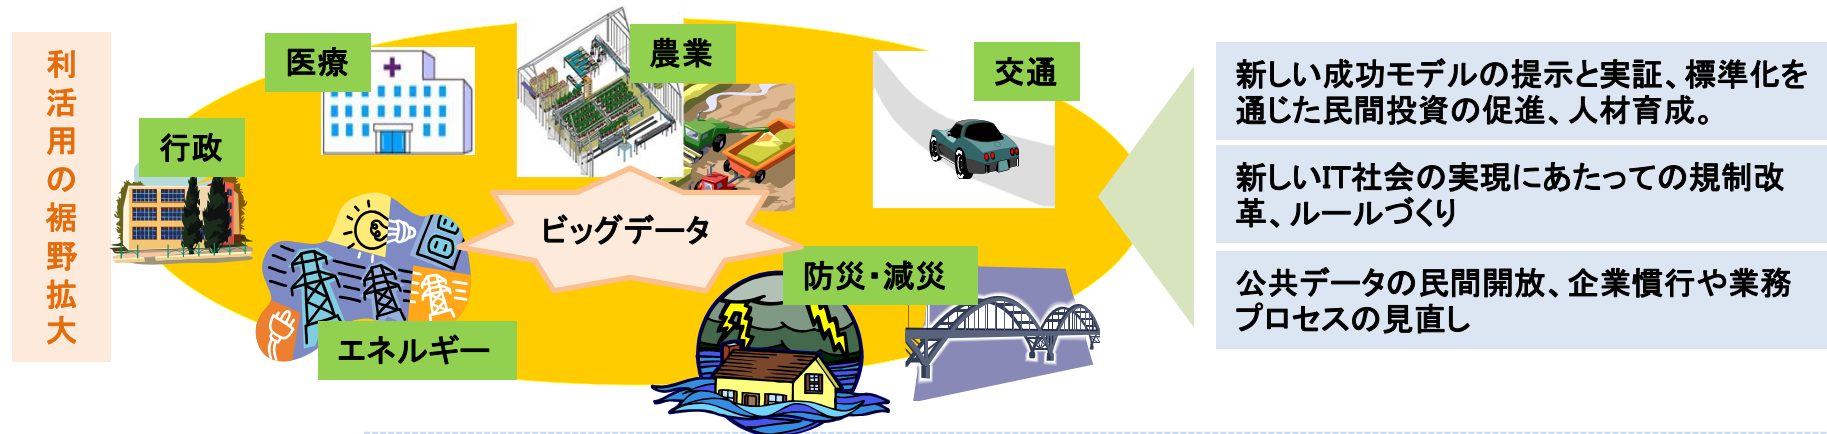 利活用の裾野拡大
行政
医療
農業
交通
ビッグデータ
エネルギー
防災・減災
新しい成功モデルの提示と実証、標準化を
通じた民間投資の促進、人材育成。
新しいIT社会の実現にあたっての規制改
革、ルールづくり
公共データの民間開放、企業慣行や業務
プロセスの見直し